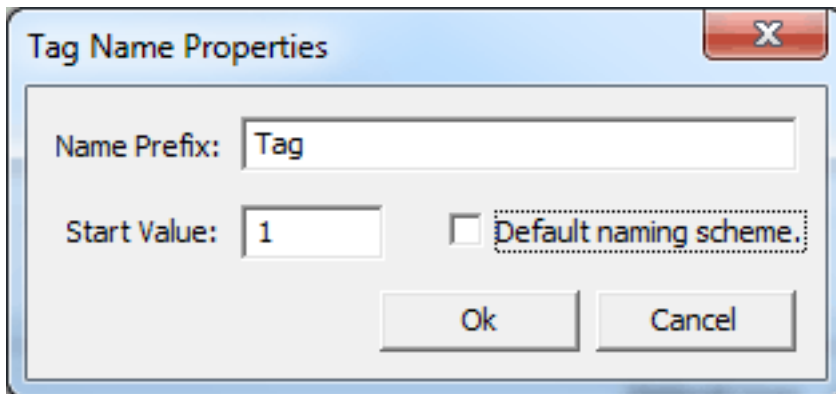 Tag Name Properties
Name Prefix: Tag
Start Value: 1 Default naming scheme.
Ok Cancel